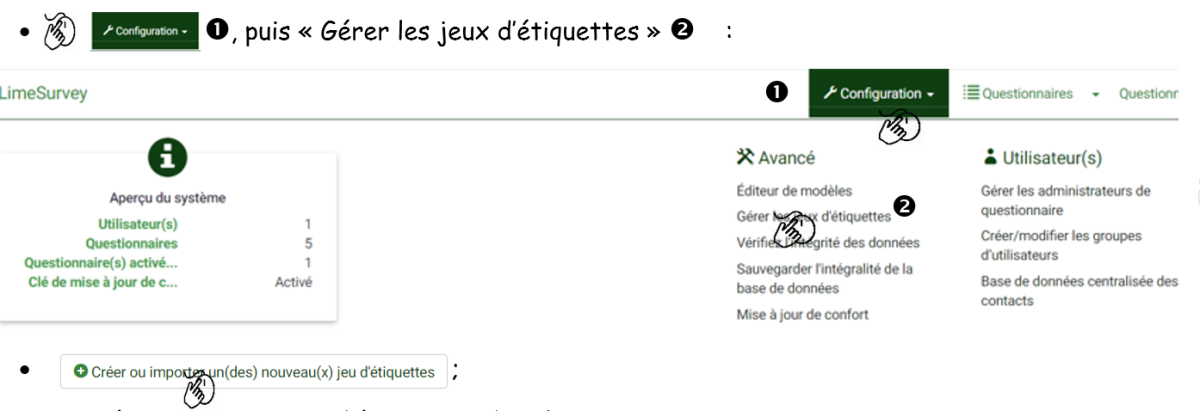 • Configuration ❶, puis « Gérer les jeux d'étiquettes » ❷ :
LimeSurvey ❶ Configuration Questionnaires Questionn
Aperçu du système
Utilisateur(s) 1
Questionnaires 5
Questionnaire(s) activé... 1
Clé de mise à jour de c... Activé
Avancé
Éditeur de modèles
Gérer les jeux d'étiquettes ❷
Vérifiez l'intégrité des données
Sauvegarder l'intégralité de la
base de données
Mise à jour de confort
Utilisateur(s)
Gérer les administrateurs de
questionnaire
Créer/modifier les groupes
d'utilisateurs
Base de données centralisée des
contacts
• Créer ou importer un(des) nouveau(x) jeu d'étiquettes ;